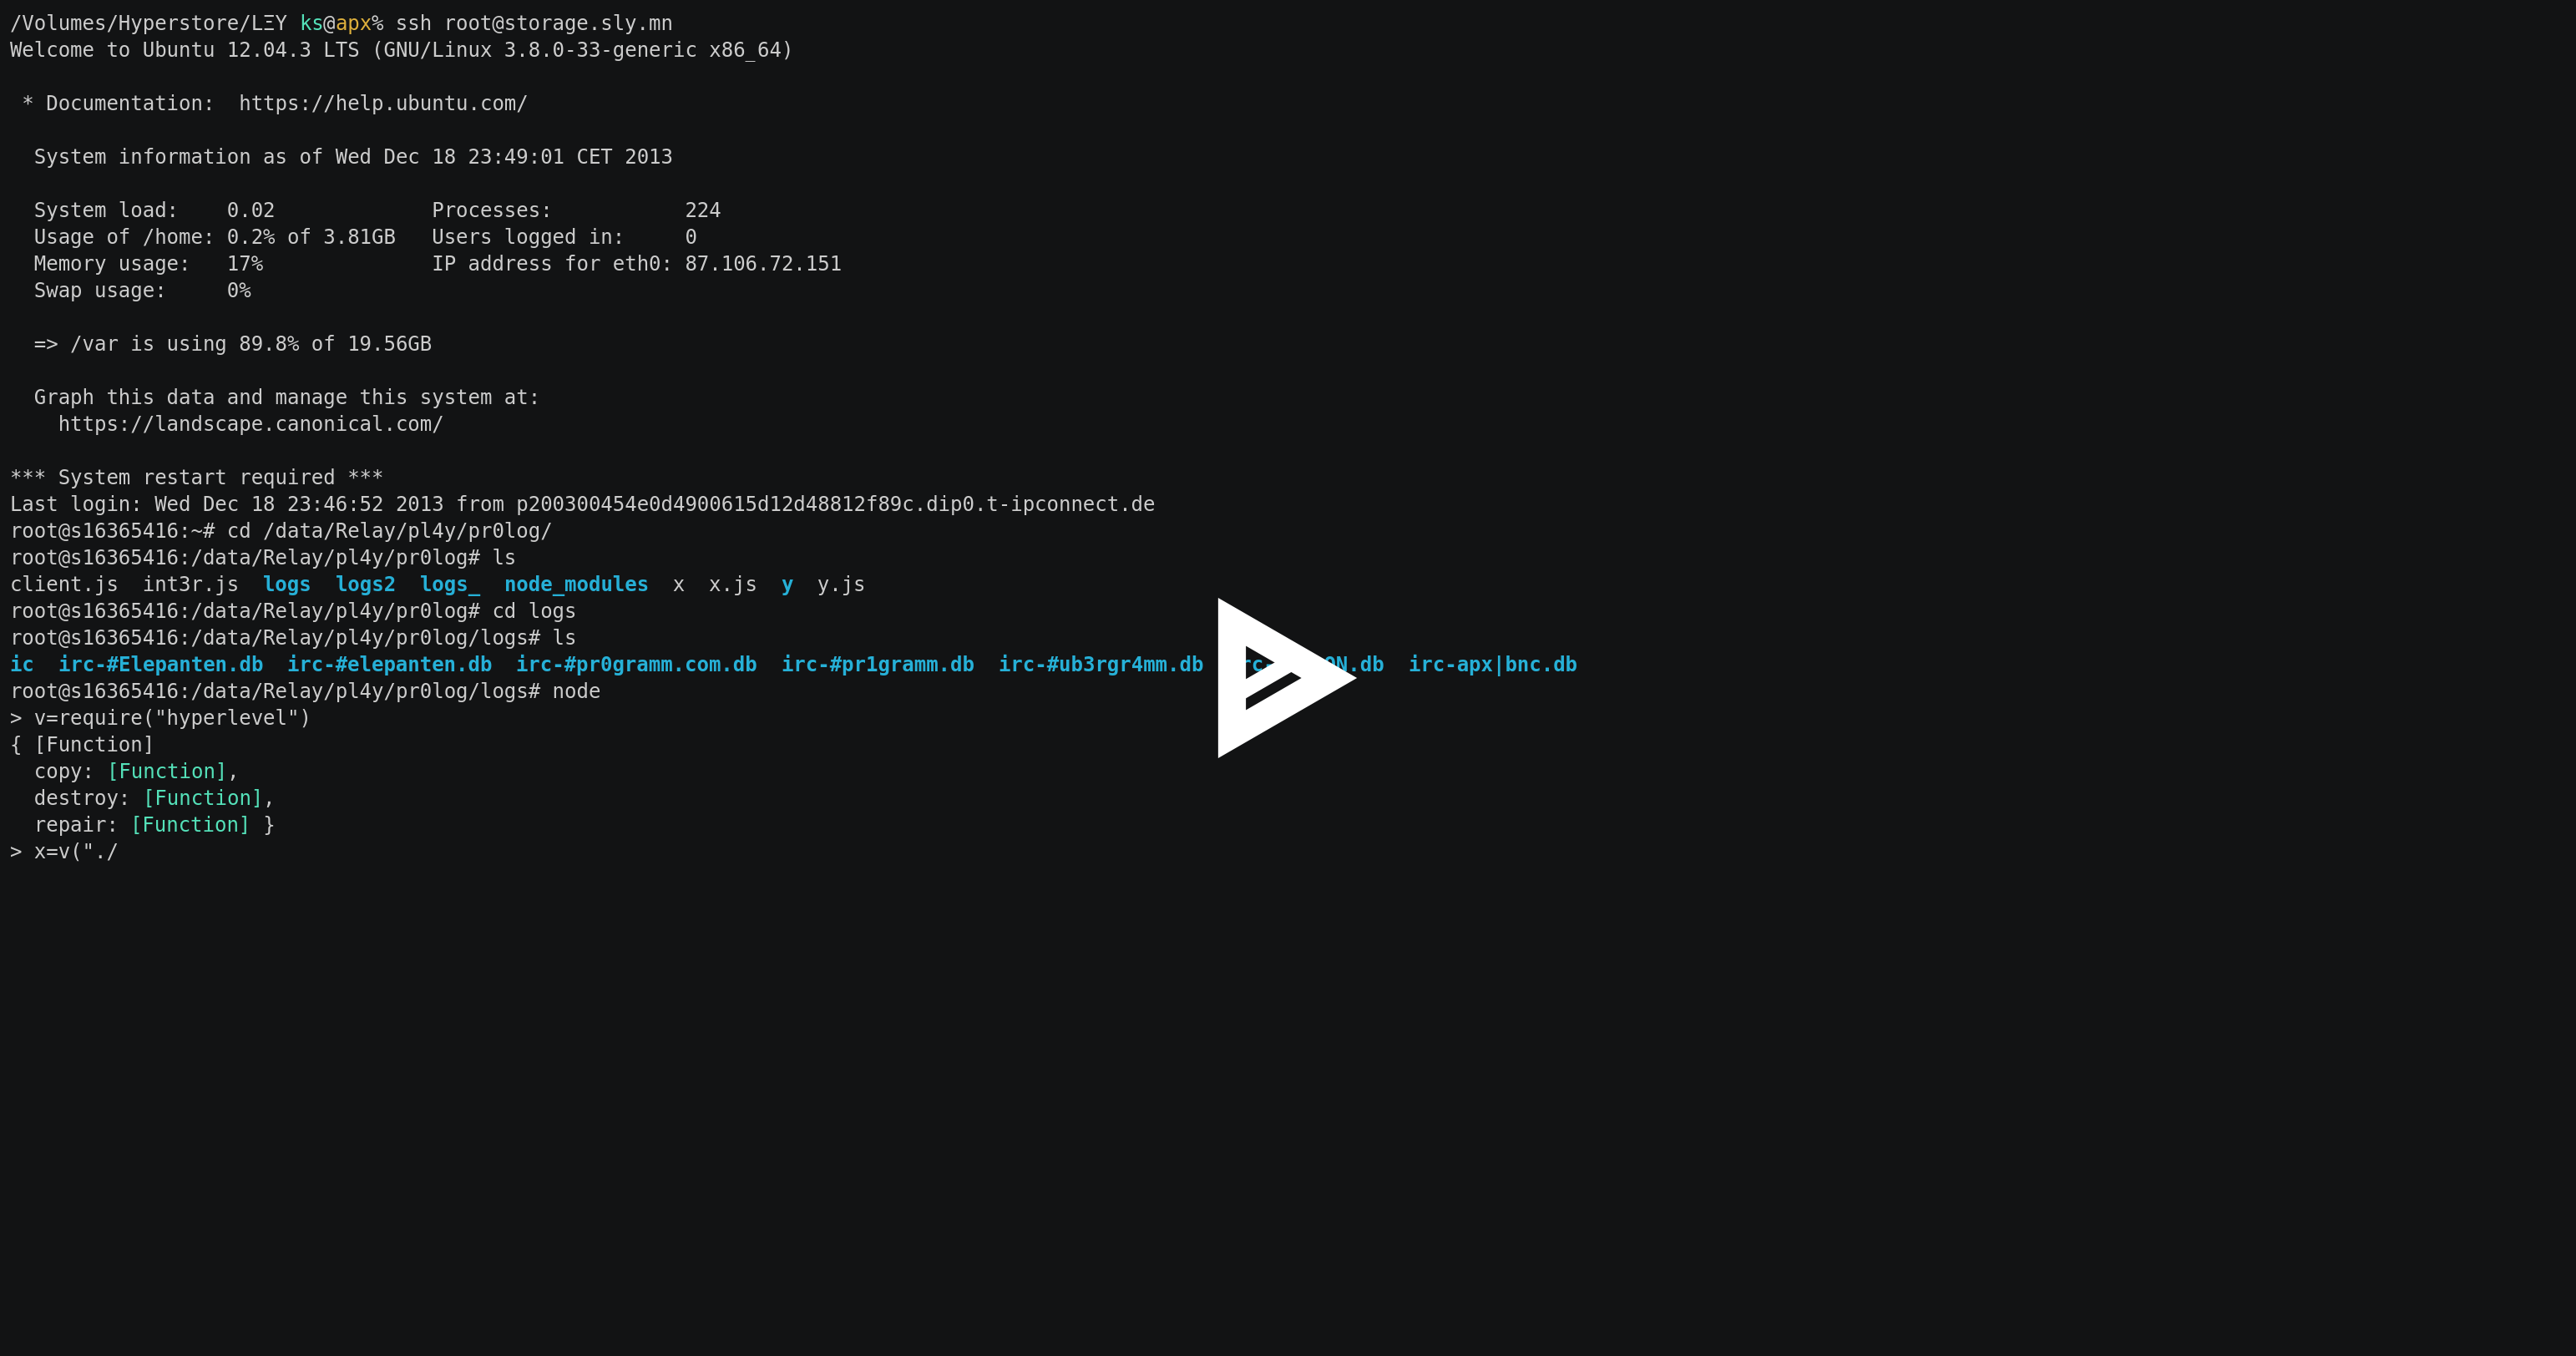 /Volumes/Hyperstore/LΞY ks@apx% ssh root@storage.sly.mn
Welcome to Ubuntu 12.04.3 LTS (GNU/Linux 3.8.0-33-generic x86_64)
* Documentation:  https://help.ubuntu.com/
System information as of Wed Dec 18 23:49:01 CET 2013
System load:    0.02             Processes:           224
Usage of /home: 0.2% of 3.81GB   Users logged in:     0
Memory usage:   17%              IP address for eth0: 87.106.72.151
Swap usage:     0%
=> /var is using 89.8% of 19.56GB
Graph this data and manage this system at:
https://landscape.canonical.com/
*** System restart required ***
Last login: Wed Dec 18 23:46:52 2013 from p200300454e0d4900615d12d48812f89c.dip0.t-ipconnect.de
root@s16365416:~# cd /data/Relay/pl4y/pr0log/
root@s16365416:/data/Relay/pl4y/pr0log# ls
client.js  int3r.js  logs  logs2  logs_  node_modules  x  x.js  y  y.js
root@s16365416:/data/Relay/pl4y/pr0log# cd logs
root@s16365416:/data/Relay/pl4y/pr0log/logs# ls
ic  irc-#Elepanten.db  irc-#elepanten.db  irc-#pr0gramm.com.db  irc-#pr1gramm.db  irc-#ub3rgr4mm.db  irc-apx|bnc.db
root@s16365416:/data/Relay/pl4y/pr0log/logs# node
> v=require("hyperlevel")
{ [Function]
copy: [Function],
destroy: [Function],
repair: [Function] }
> x=v("./